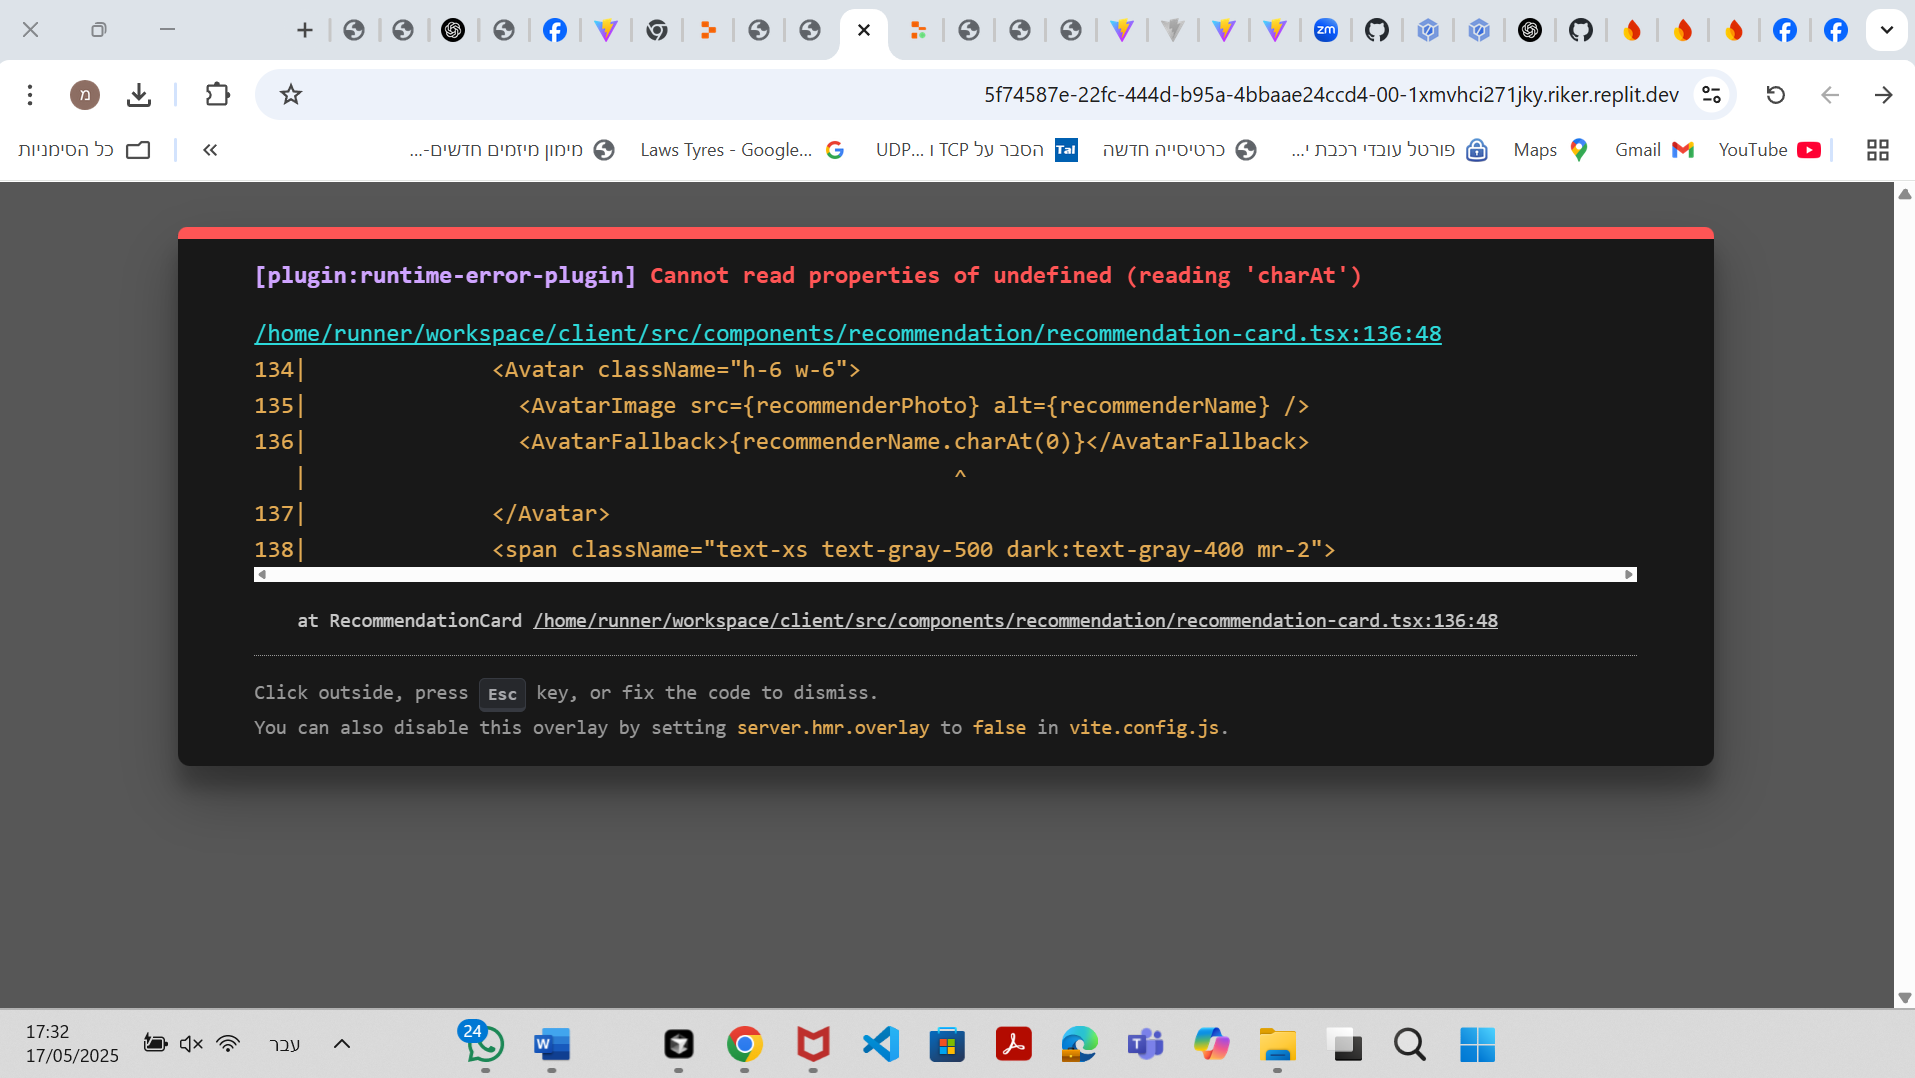 5f74587e-22fc-444d-b95a-4bbaae24ccd4-00-1xmvhci271jky.riker.replit.dev
מ
YouTube
Gmail
Maps
פורטל עובדי רכבת י...
כרטיסייה חדשה
הסבר על TCP ו UDP...
Laws Tyres - Google...
מימון מיזמים חדשים-...
כל הסימניות
zm
Tal
[plugin:runtime-error-plugin] Cannot read properties of undefined (reading 'charAt')
/home/runner/workspace/client/src/components/recommendation/recommendation-card.tsx:136:48
134| <Avatar className="h-6 w-6">
135| <AvatarImage src={recommenderPhoto} alt={recommenderName} />
136| <AvatarFallback>{recommenderName.charAt(0)}</AvatarFallback>
| ^
137| </Avatar>
138| <span className="text-xs text-gray-500 dark:text-gray-400 mr-2">
at RecommendationCard /home/runner/workspace/client/src/components/recommendation/recommendation-card.tsx:136:48
Click outside, press Esc key, or fix the code to dismiss.
You can also disable this overlay by setting server.hmr.overlay to false in vite.config.js.
17:32
17/05/2025
עבר
24
W
T